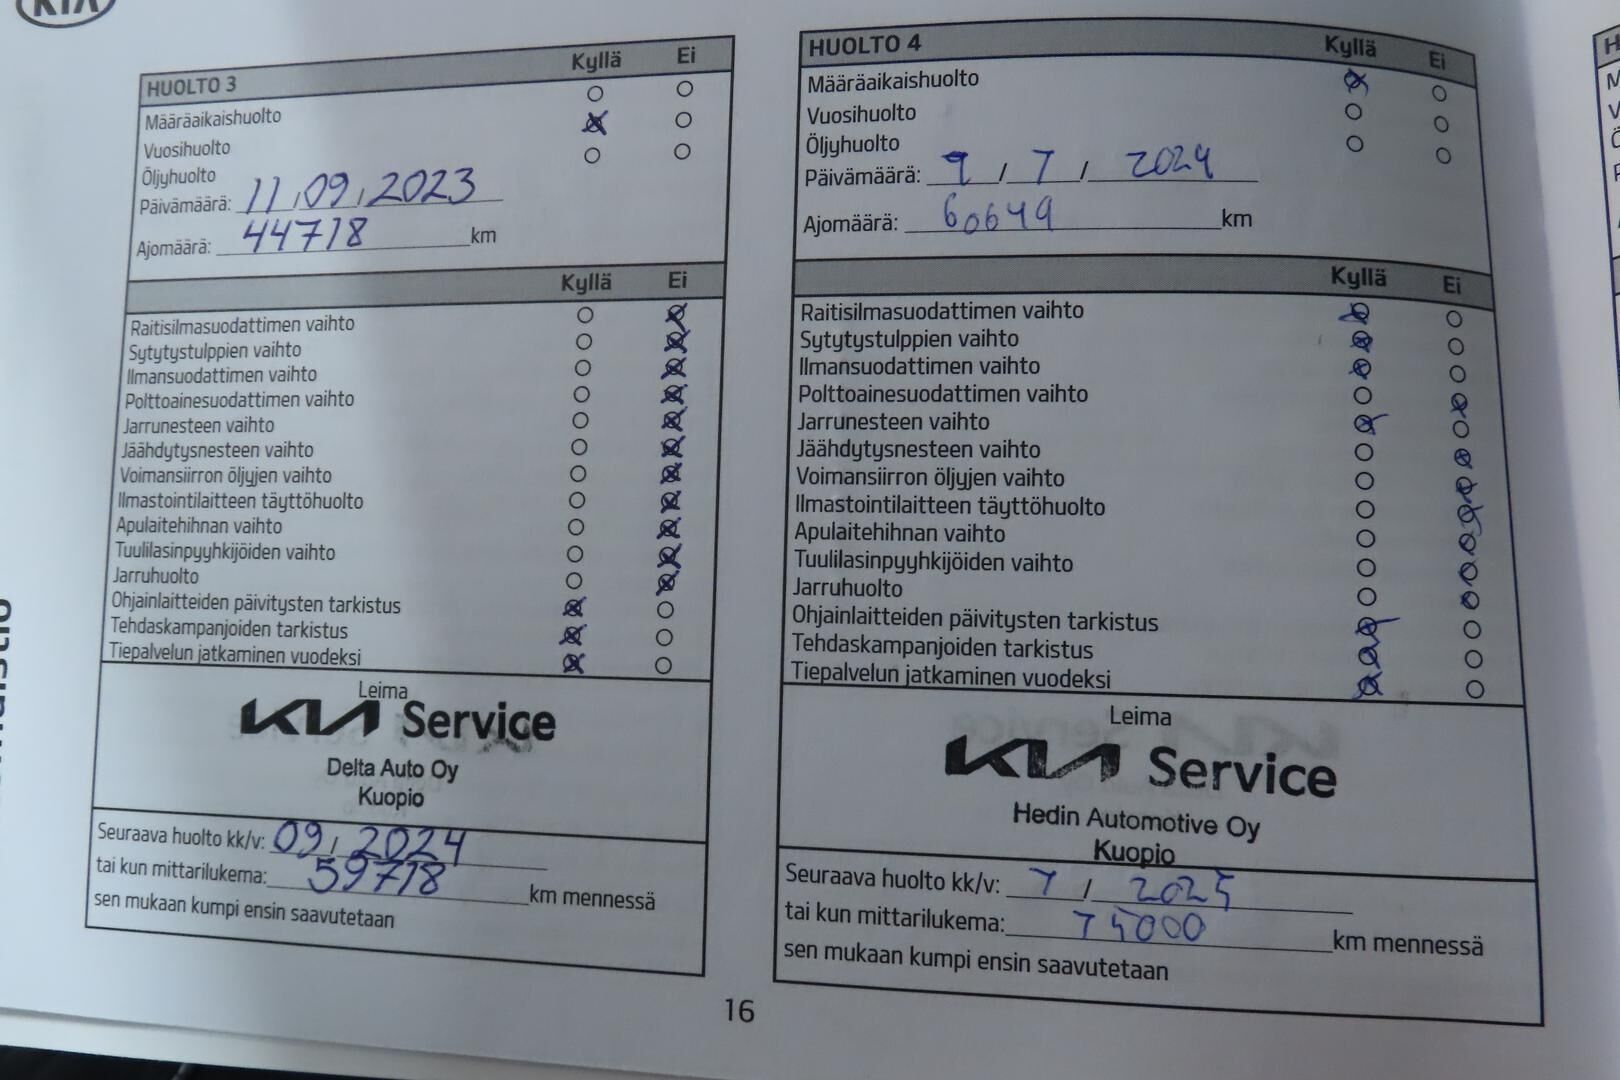 KIA
HUOLTO 3 Kyllä Ei
Määräaikaishuolto
Vuosihuolto
Öljyhuolto
Päivämäärä: 11/09/2023
Ajomäärä: 44718 km
Kyllä Ei
Raitisilmasuodattimen vaihto
Sytytystulppien vaihto
Ilmansuodattimen vaihto
Polttoainesuodattimen vaihto
Jarrunesteen vaihto
Jäähdytysnesteen vaihto
Voimansiirron öljyjen vaihto
Ilmastointilaitteen täyttöhuolto
Apulaitehihnan vaihto
Tuulilasinpyyhkijöiden vaihto
Jarruhuolto
Ohjainlaitteiden päivitysten tarkistus
Tehdaskampanjoiden tarkistus
Tiepalvelun jatkaminen vuodeksi
Leima
KIA Service
Delta Auto Oy
Kuopio
Seuraava huolto kk/v: 09/2024
tai kun mittarilukema: 59718 km mennessä
sen mukaan kumpi ensin saavutetaan
HUOLTO 4 Kyllä Ei
Määräaikaishuolto
Vuosihuolto
Öljyhuolto
Päivämäärä: 9/7/2024
Ajomäärä: 60649 km
Kyllä Ei
Raitisilmasuodattimen vaihto
Sytytystulppien vaihto
Ilmansuodattimen vaihto
Polttoainesuodattimen vaihto
Jarrunesteen vaihto
Jäähdytysnesteen vaihto
Voimansiirron öljyjen vaihto
Ilmastointilaitteen täyttöhuolto
Apulaitehihnan vaihto
Tuulilasinpyyhkijöiden vaihto
Jarruhuolto
Ohjainlaitteiden päivitysten tarkistus
Tehdaskampanjoiden tarkistus
Tiepalvelun jatkaminen vuodeksi
Leima
KIA Service
Hedin Automotive Oy
Kuopio
Seuraava huolto kk/v: 7/2025
tai kun mittarilukema: 75000 km mennessä
sen mukaan kumpi ensin saavutetaan
16